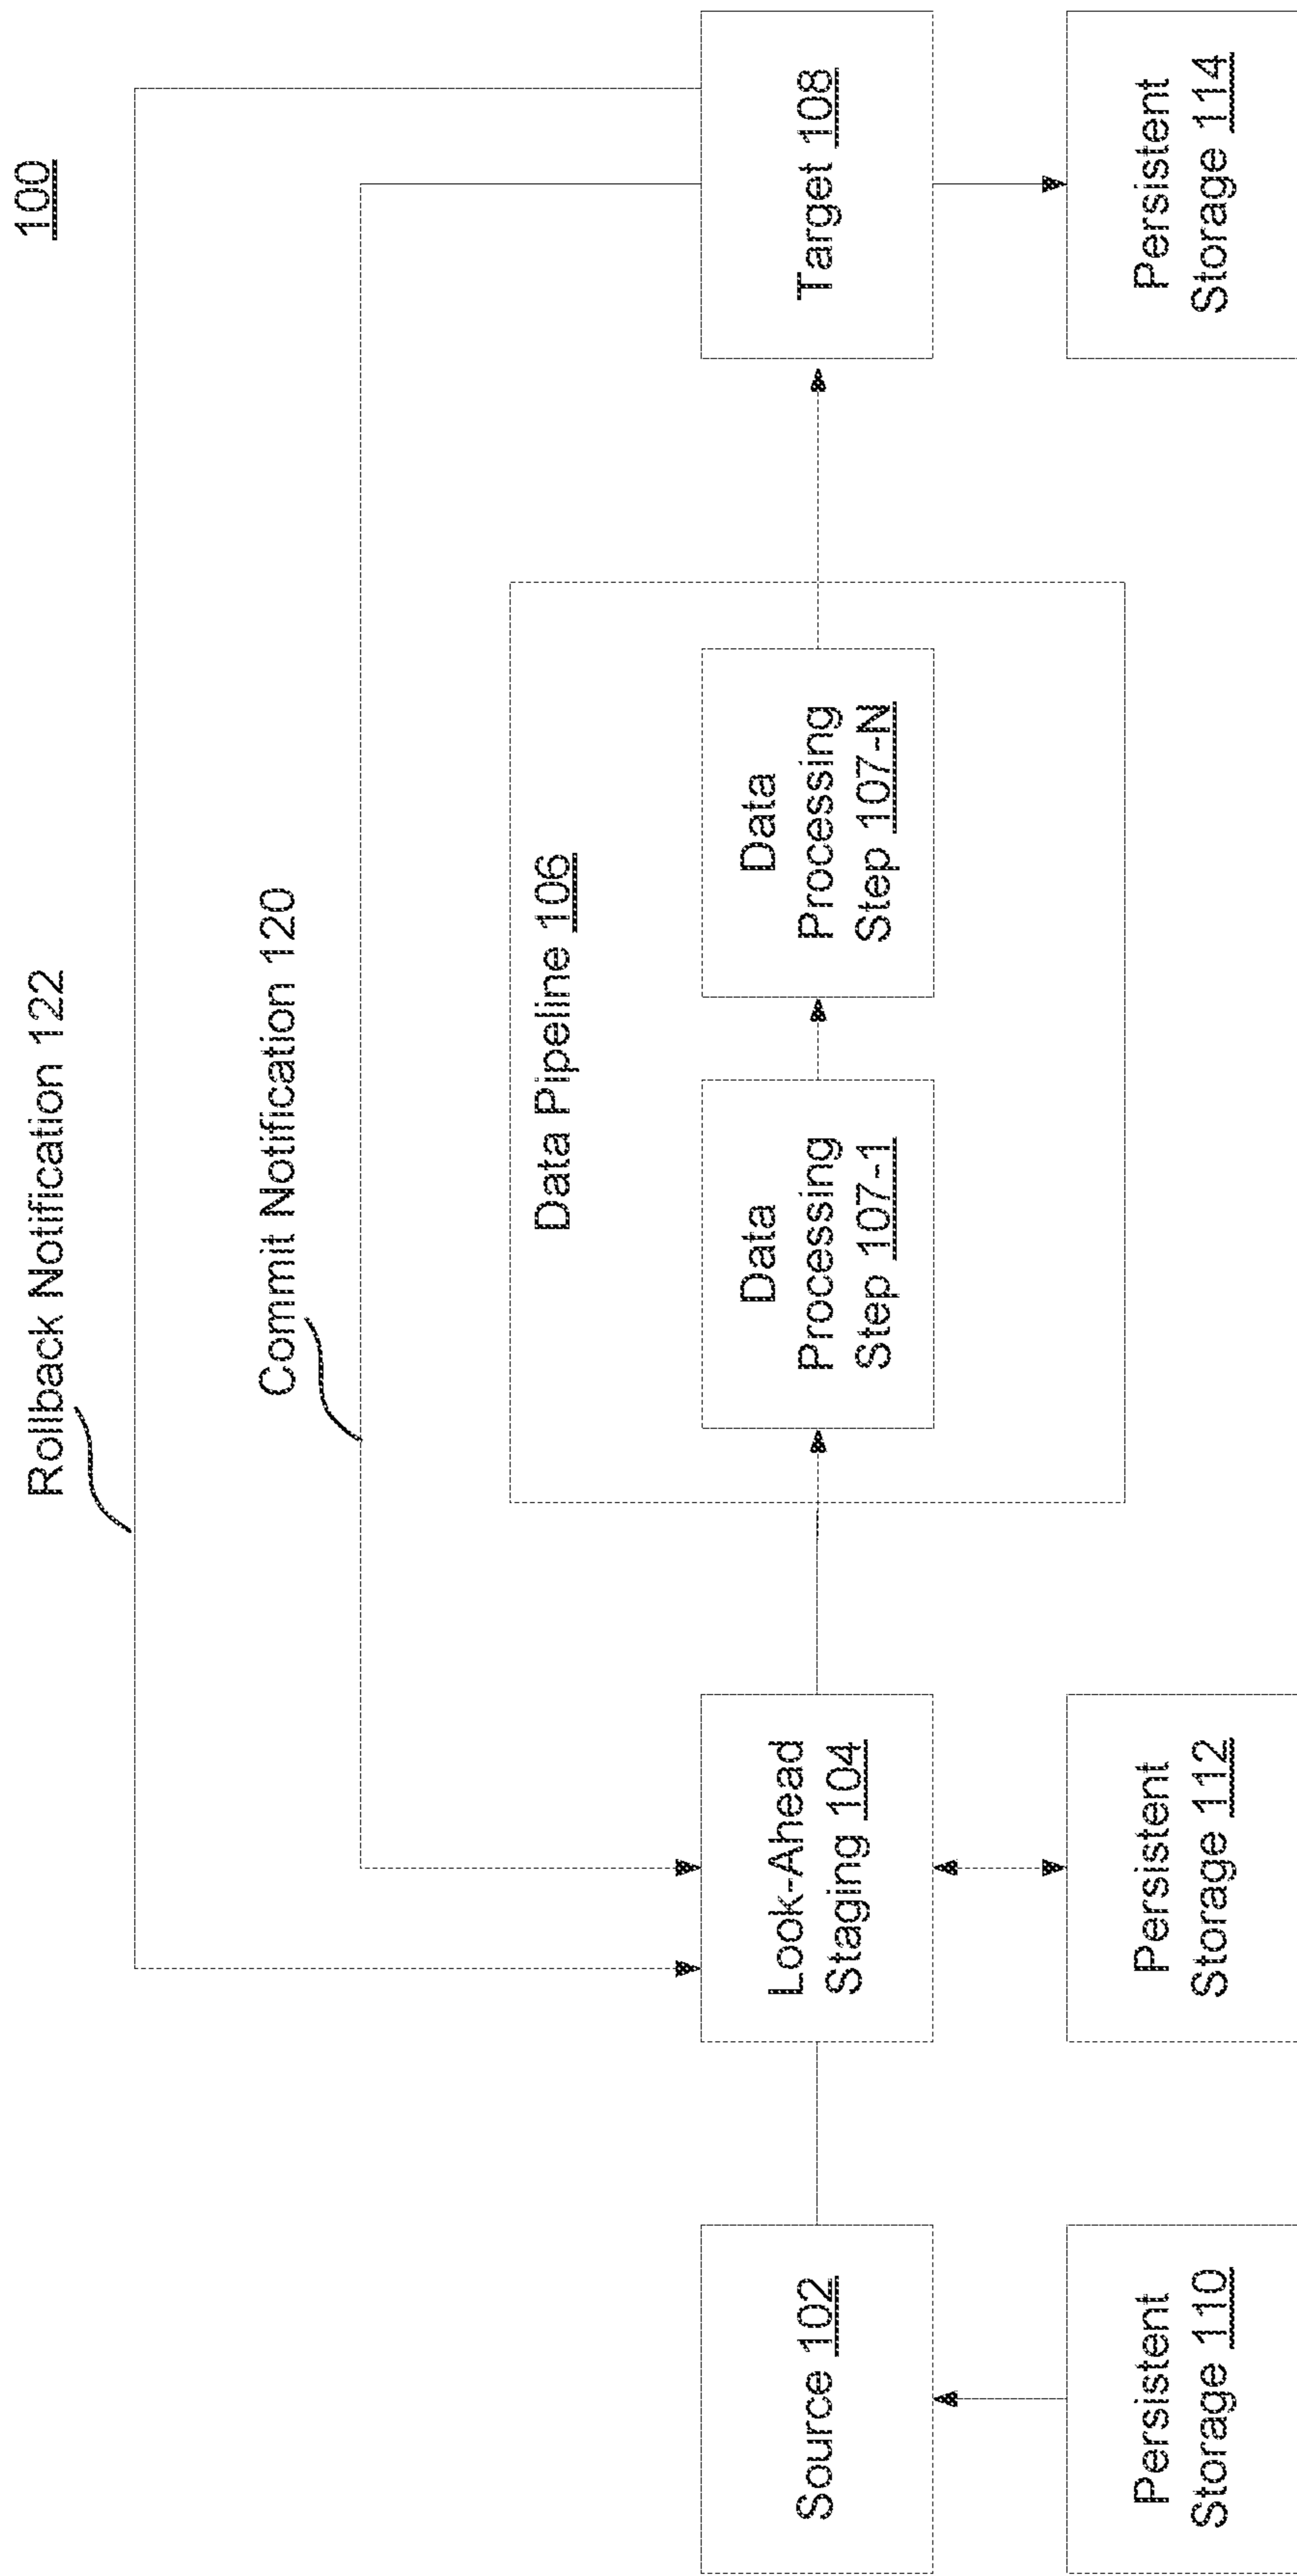 100
Rollback Notification 122
Commit Notification 120
Data Pipeline 106
Source 102
Look-Ahead
Staging 104
Data
Processing
Step 107-1
Data
Processing
Step 107-N
Target 108
Persistent
Storage 110
Persistent
Storage 112
Persistent
Storage 114